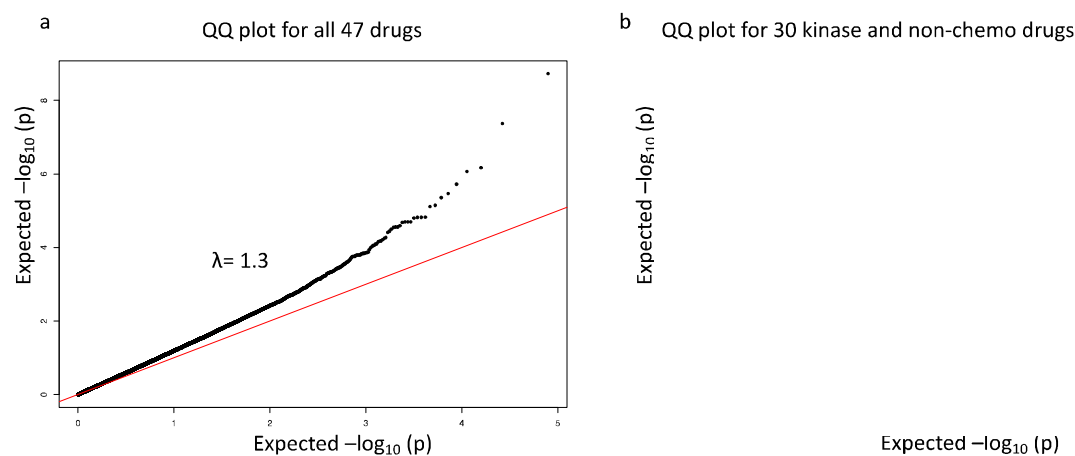 a
QQ plot for all 47 drugs
Expected –log10 (p)
8
6
4
2
0
λ= 1.3
0 1 2 3 4 5
Expected –log10 (p)
b
QQ plot for 30 kinase and non-chemo drugs
Expected –log10 (p)
Expected –log10 (p)